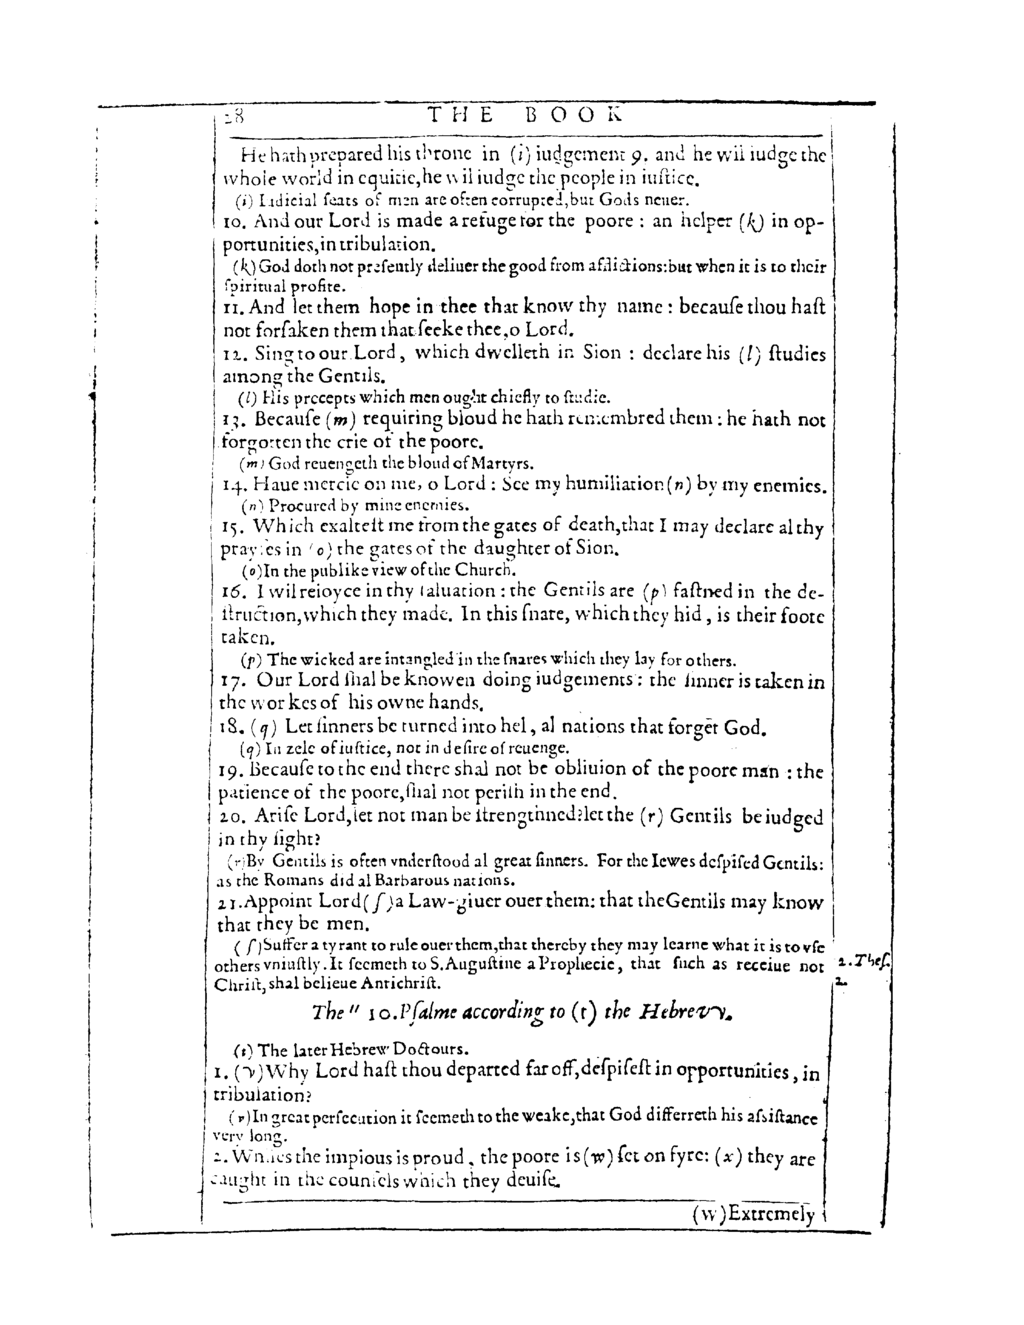 28 THE BOOK
He hath prepared his throne in (i) iudgement 9. and he wil iudge the
whole world in equitie, he wil iudge the people in iuſtice.
(i) Iudicial ſeats of men are often corrupted, but Gods neuer.
10. And our Lord is made a refuge for the poore : an helper (k) in op-
portunities, in tribulation.
(k) God doth not preſently deliuer the good from afflictions: but when it is to their
ſpiritual profite.
11. And let them hope in thee that know thy name : becauſe thou haſt
not forſaken them that ſeeke thee, o Lord.
12. Sing to our Lord, which dwelleth in Sion : declare his (l) ſtudies
among the Gentils.
(l) His precepts which men ought chiefly to ſtudie.
13. Becauſe (m) requiring bloud he hath remembred them : he hath not
forgotten the crie of the poore.
(m) God reuengeth the bloud of Martyrs.
14. Haue mercie on me, o Lord : See my humiliation (n) by my enemies.
(n) Procured by mine enemies.
15. Which exalteſt me from the gates of death, that I may declare al thy
prayſes in (o) the gates of the daughter of Sion.
(o) In the publike view of the Church.
16. I wil reioyce in thy ſaluation : the Gentils are (p) faſtned in the de-
ſtruction, which they made. In this ſnare, which they hid, is their foote
taken.
(p) The wicked are intangled in the ſnares which they lay for others.
17. Our Lord ſhal be knowen doing iudgements : the ſinner is taken in
the workes of his owne hands.
18. (q) Let ſinners be turned into hel, al nations that forget God.
(q) In zele of iuſtice, not in deſire of reuenge.
19. Becauſe to the end there shal not be obliuion of the poore man : the
patience of the poore, ſhal not periſh in the end.
20. Ariſe Lord, let not man be ſtrengthned: let the (r) Gentils be iudged
in thy ſight?
(r) By Gentils is often vnderſtood al great ſinners. For the Iewes deſpiſed Gentils:
as the Romans did al Barbarous nations.
21. Appoint Lord (ſ) a Law-giuer ouer them: that the Gentils may know
that they be men.
(ſ) Suffer a tyrant to rule ouer them, that thereby they may learne what it is to vſe
others vniuſtly. It ſeemeth to S. Auguſtine a Prophecie, that ſuch as receiue not 2. Theſ.
Chriſt, shal belieue Antichriſt. 2.
The " 10. Pſalme according to (t) the Hebrevv.
(t) The later Hebrew Doctours.
1. (v) Why Lord haſt thou departed far off, deſpiſeſt in opportunities, in
tribulation?
(v) In great perſecution it ſeemeth to the weake, that God differreth his aſsiſtance
very long.
2. Whiles the impious is proud, the poore is (w) ſet on fyre: (x) they are
caught in the counſels which they deuiſe.
(w) Extremely